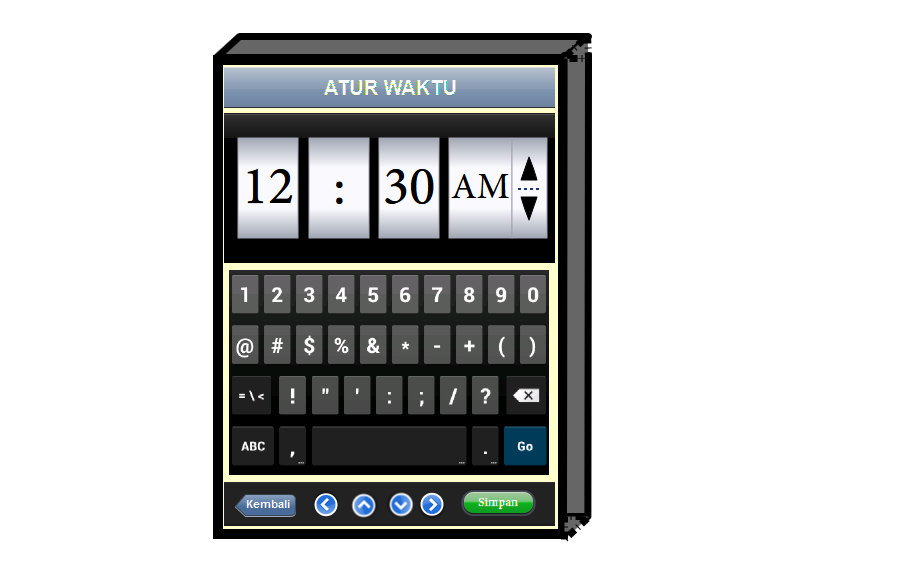 ATUR WAKTU
12 : 30 AM
1 2 3 4 5 6 7 8 9 0
@ # $ % & * - + ( )
= \ < ! " ' : ; / ?
ABC , ... ... . ... Go
Kembali Simpan